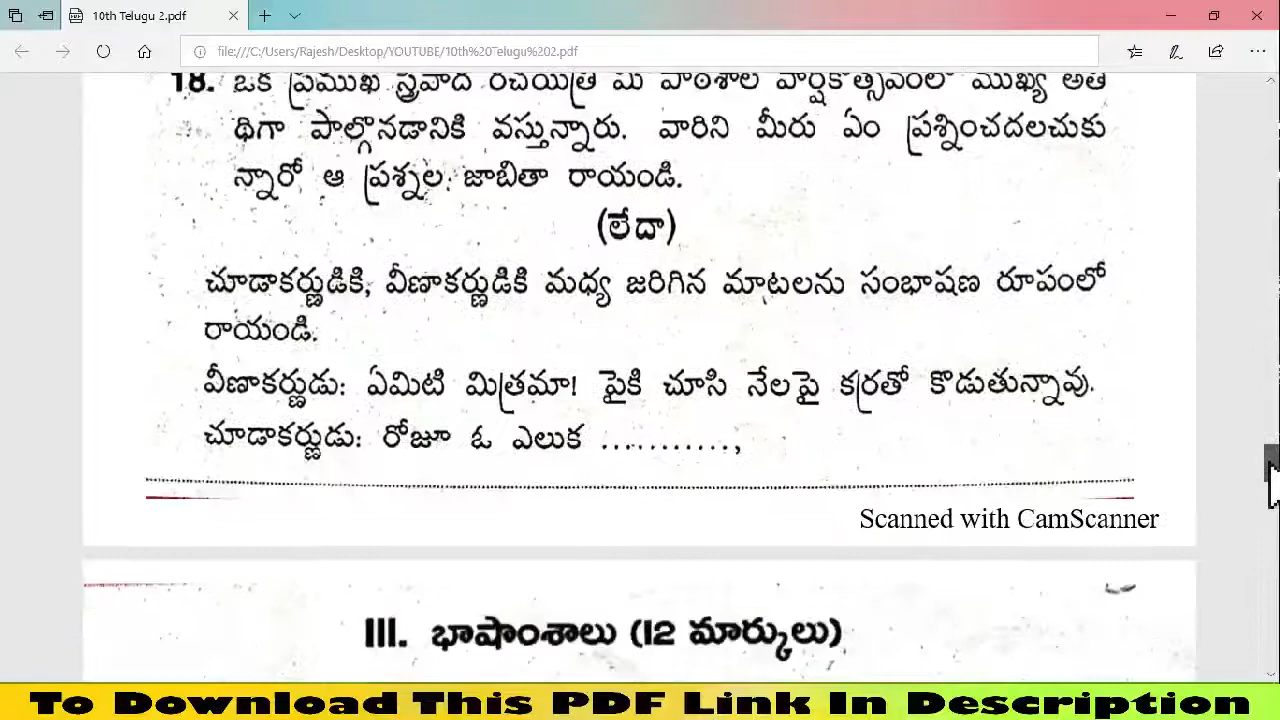 10th Telugu 2.pdf
file:///C:/Users/Rajesh/Desktop/YOUTUBE/10th%20Telugu%202.pdf
18. ఒక ప్రముఖ స్త్రీవాద రచయిత్రి మీ పాఠశాల వార్షికోత్సవంలో ముఖ్య అతి
థిగా పాల్గొనడానికి వస్తున్నారు. వారిని మీరు ఏం ప్రశ్నించదలచుకు
న్నారో ఆ ప్రశ్నల జాబితా రాయండి.
(లేదా)
చూడాకర్ణుడికి, వీణాకర్ణుడికి మధ్య జరిగిన మాటలను సంభాషణ రూపంలో
రాయండి.
వీణాకర్ణుడు: ఏమిటి మిత్రమా! పైకి చూసి నేలపై కర్రతో కొడుతున్నావు.
చూడాకర్ణుడు: రోజూ ఓ ఎలుక ...........,
Scanned with CamScanner
III. భాషాంశాలు (12 మార్కులు)
To Download This PDF Link In Description